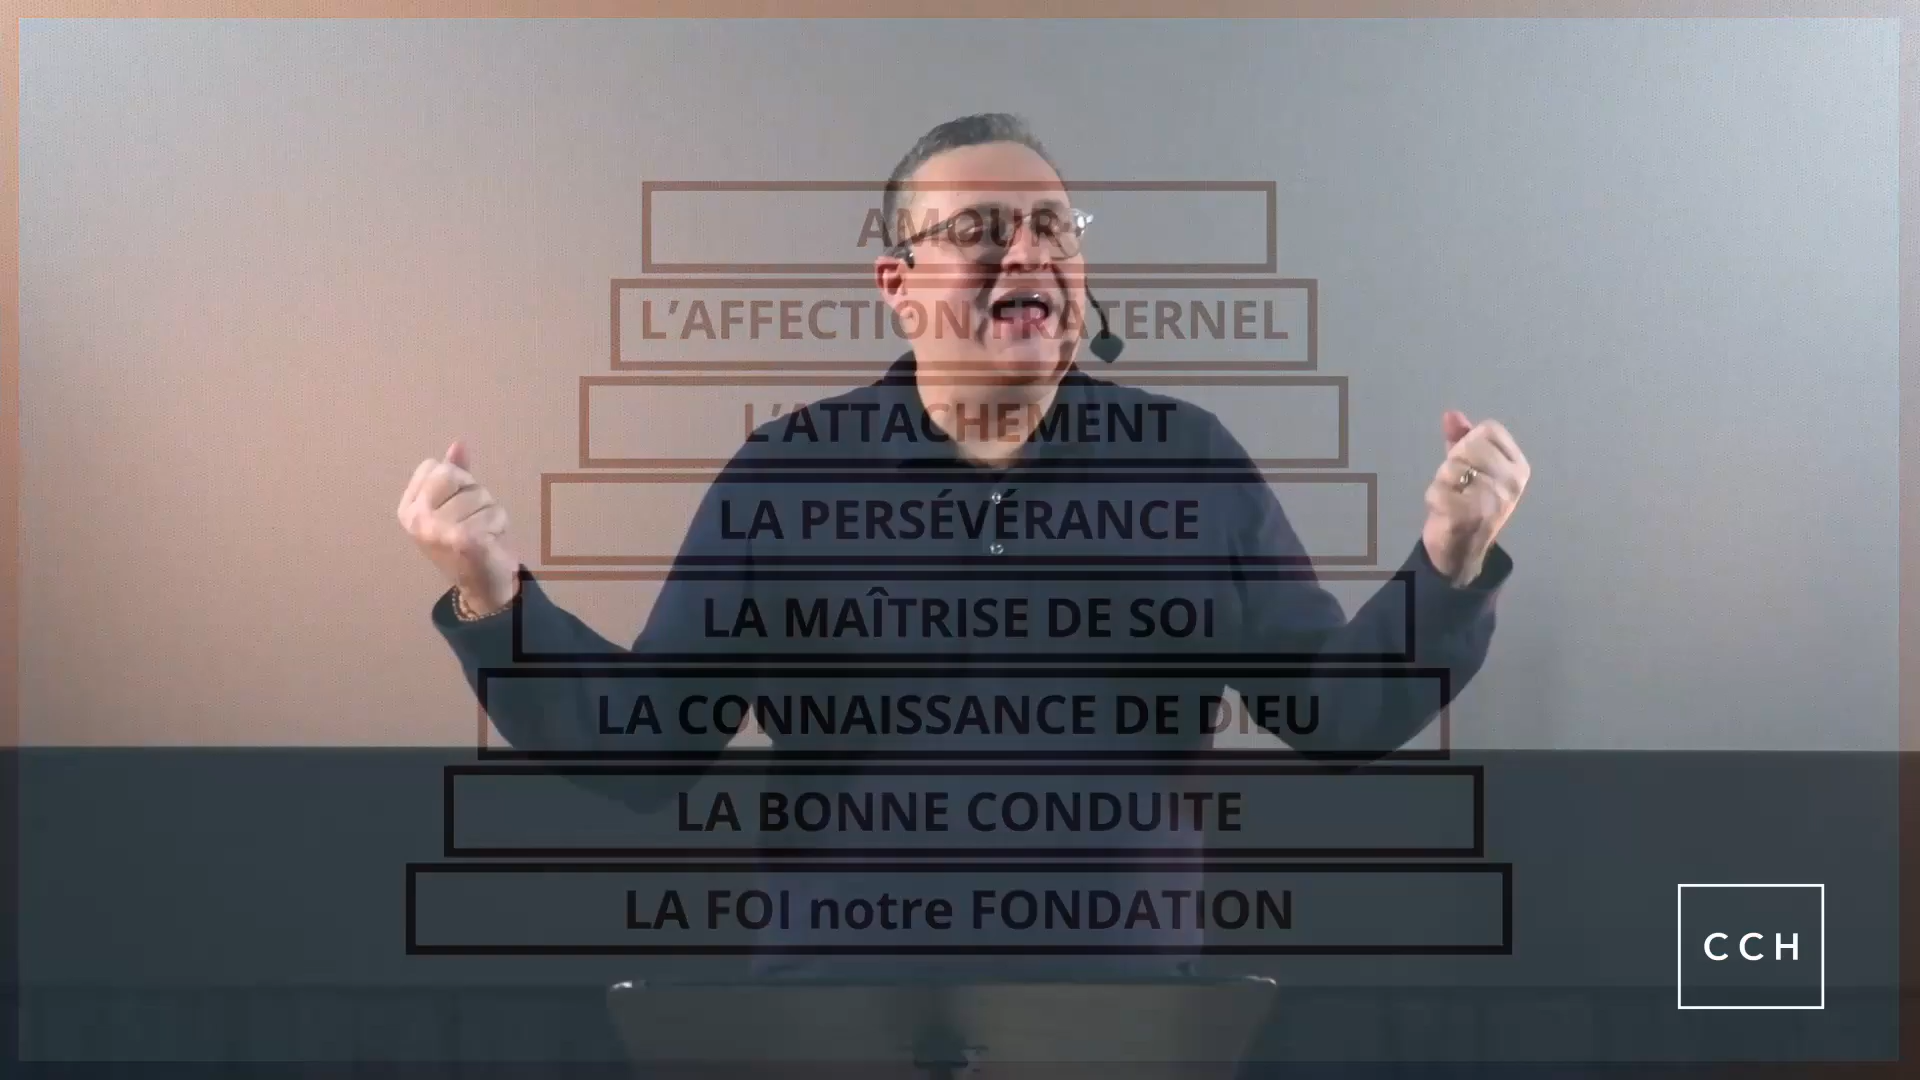 AMOUR
L'AFFECTION FRATERNEL
L'ATTACHEMENT
LA PERSÉVÉRANCE
LA MAÎTRISE DE SOI
LA CONNAISSANCE DE DIEU
LA BONNE CONDUITE
LA FOI notre FONDATION
CCH